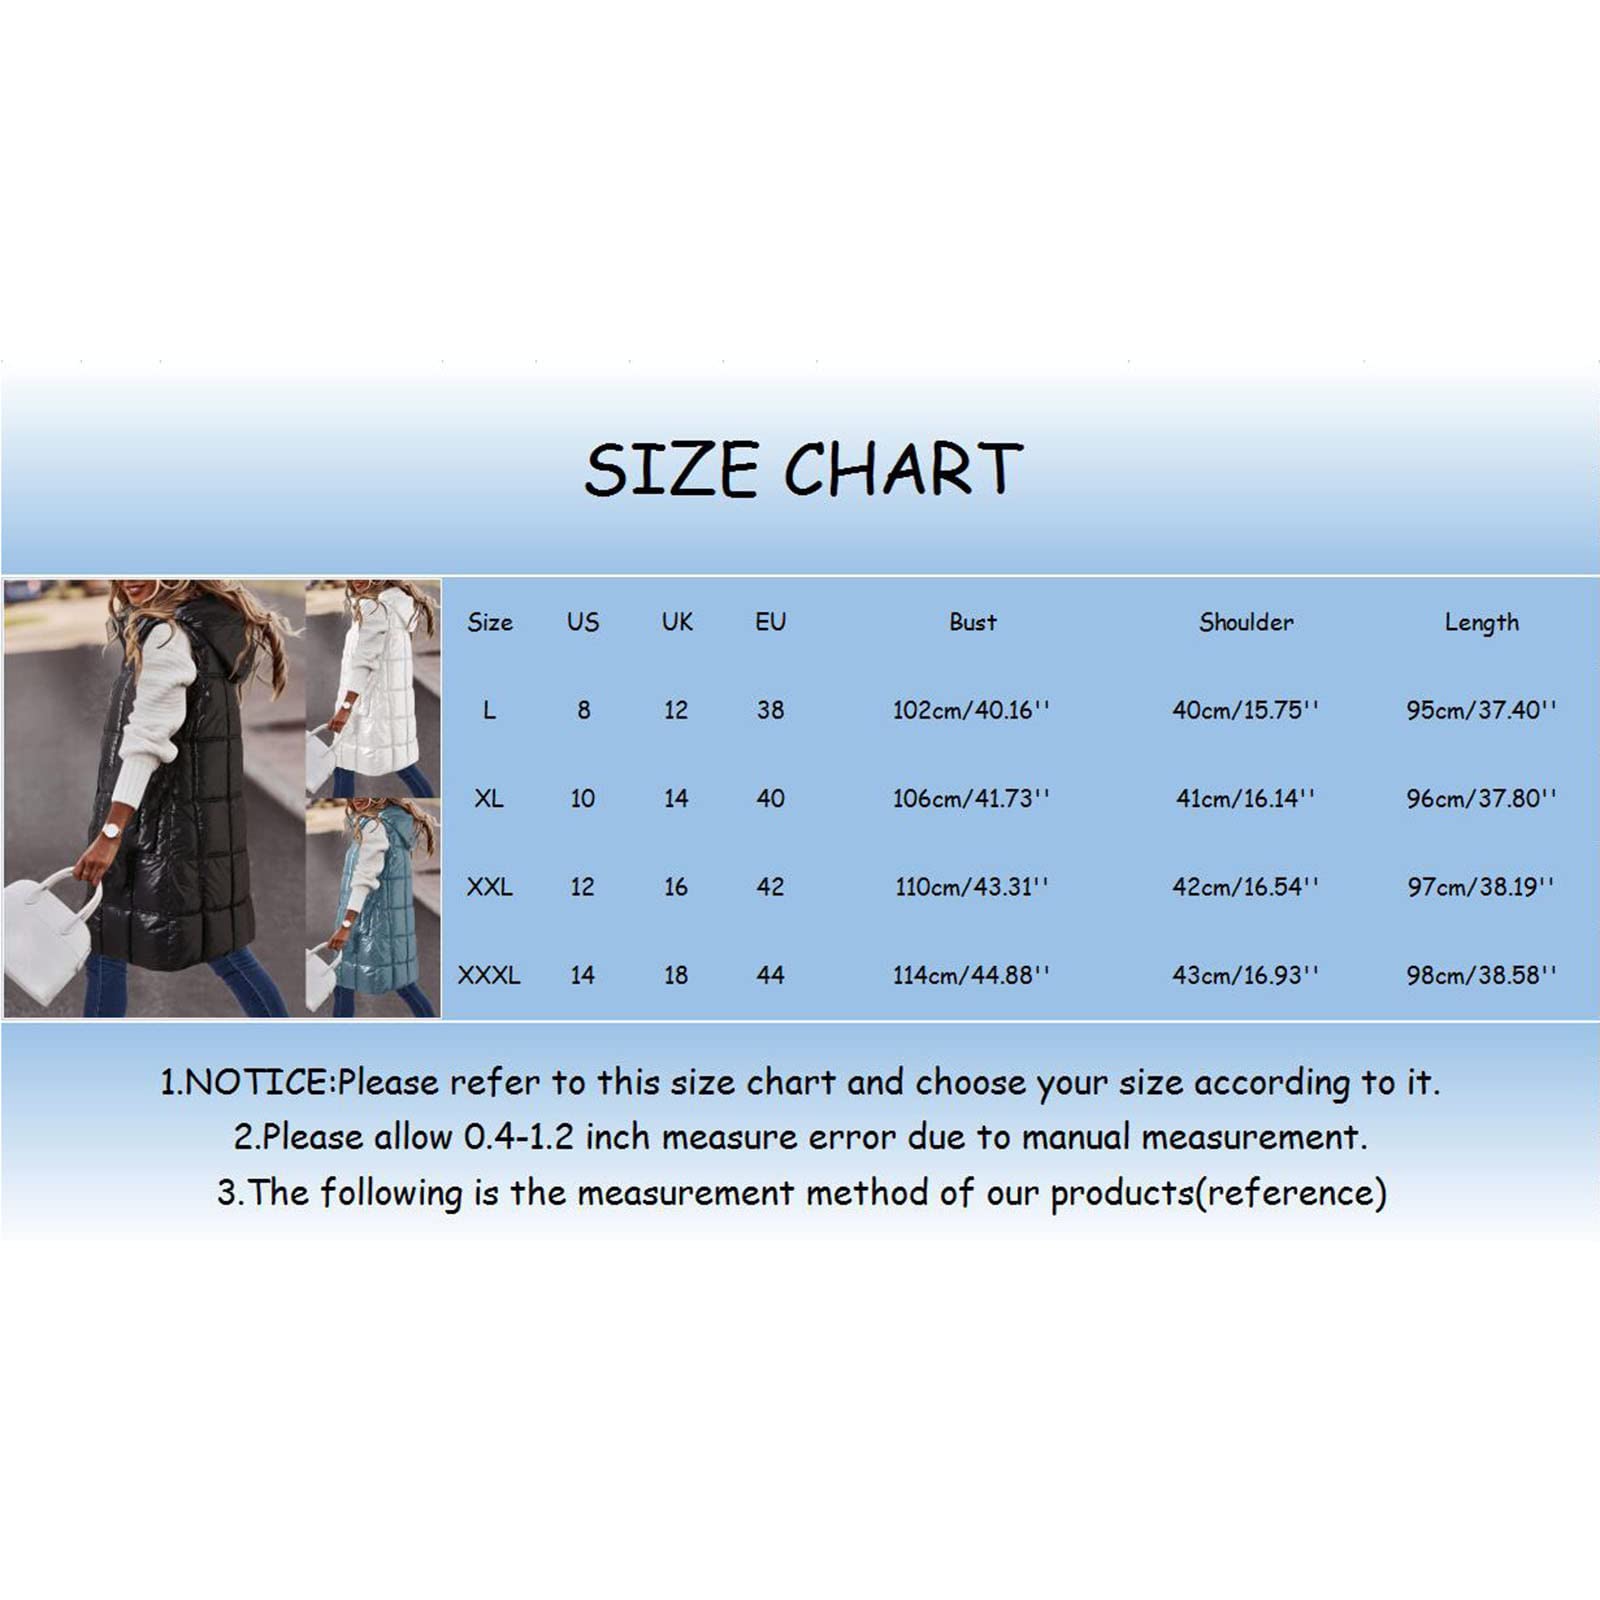 SIZE CHART
Size US UK EU Bust Shoulder Length
L 8 12 38 102cm/40.16'' 40cm/15.75'' 95cm/37.40''
XL 10 14 40 106cm/41.73'' 41cm/16.14'' 96cm/37.80''
XXL 12 16 42 110cm/43.31'' 42cm/16.54'' 97cm/38.19''
XXXL 14 18 44 114cm/44.88'' 43cm/16.93'' 98cm/38.58''
1.NOTICE:Please refer to this size chart and choose your size according to it.
2.Please allow 0.4-1.2 inch measure error due to manual measurement.
3.The following is the measurement method of our products(reference)